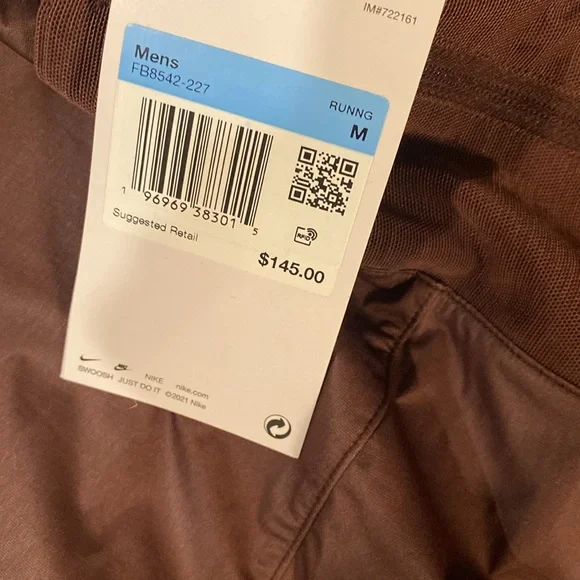 IM#722161
Mens
FB8542-227
RUNNG
M
1 96969 38301 5
Suggested Retail
RFID
$145.00
NIKE nike.com
SWOOSH JUST DO IT ©2021 Nike